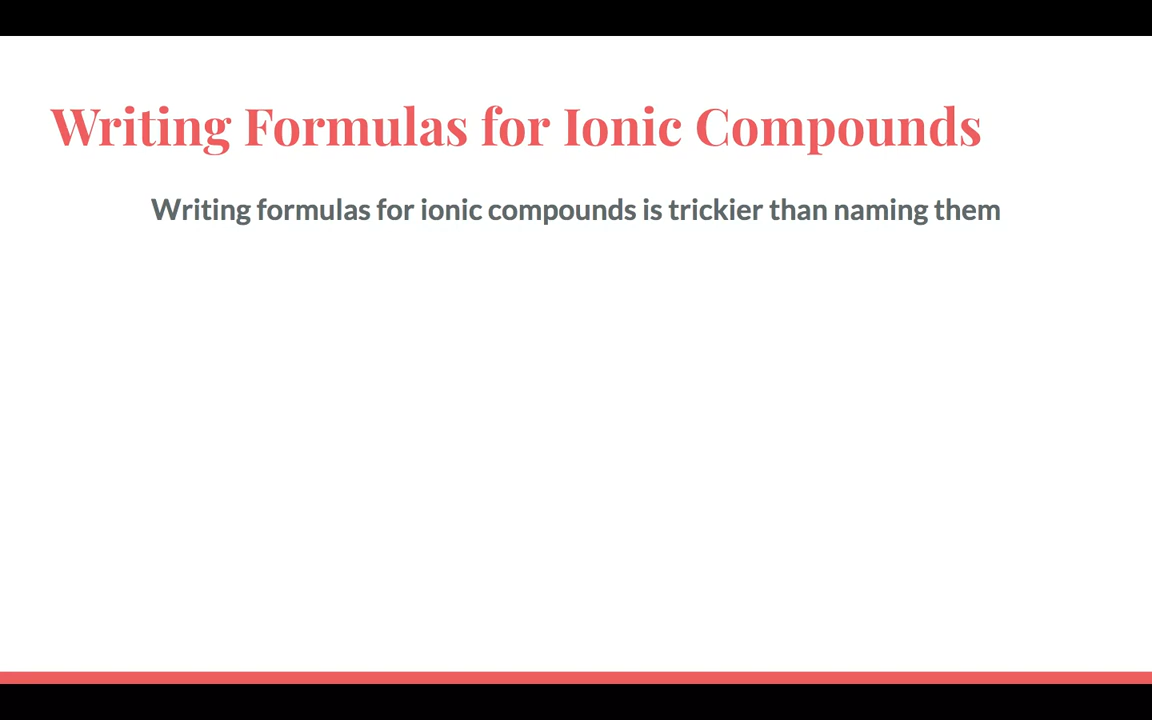 Writing Formulas for Ionic Compounds
Writing formulas for ionic compounds is trickier than naming them